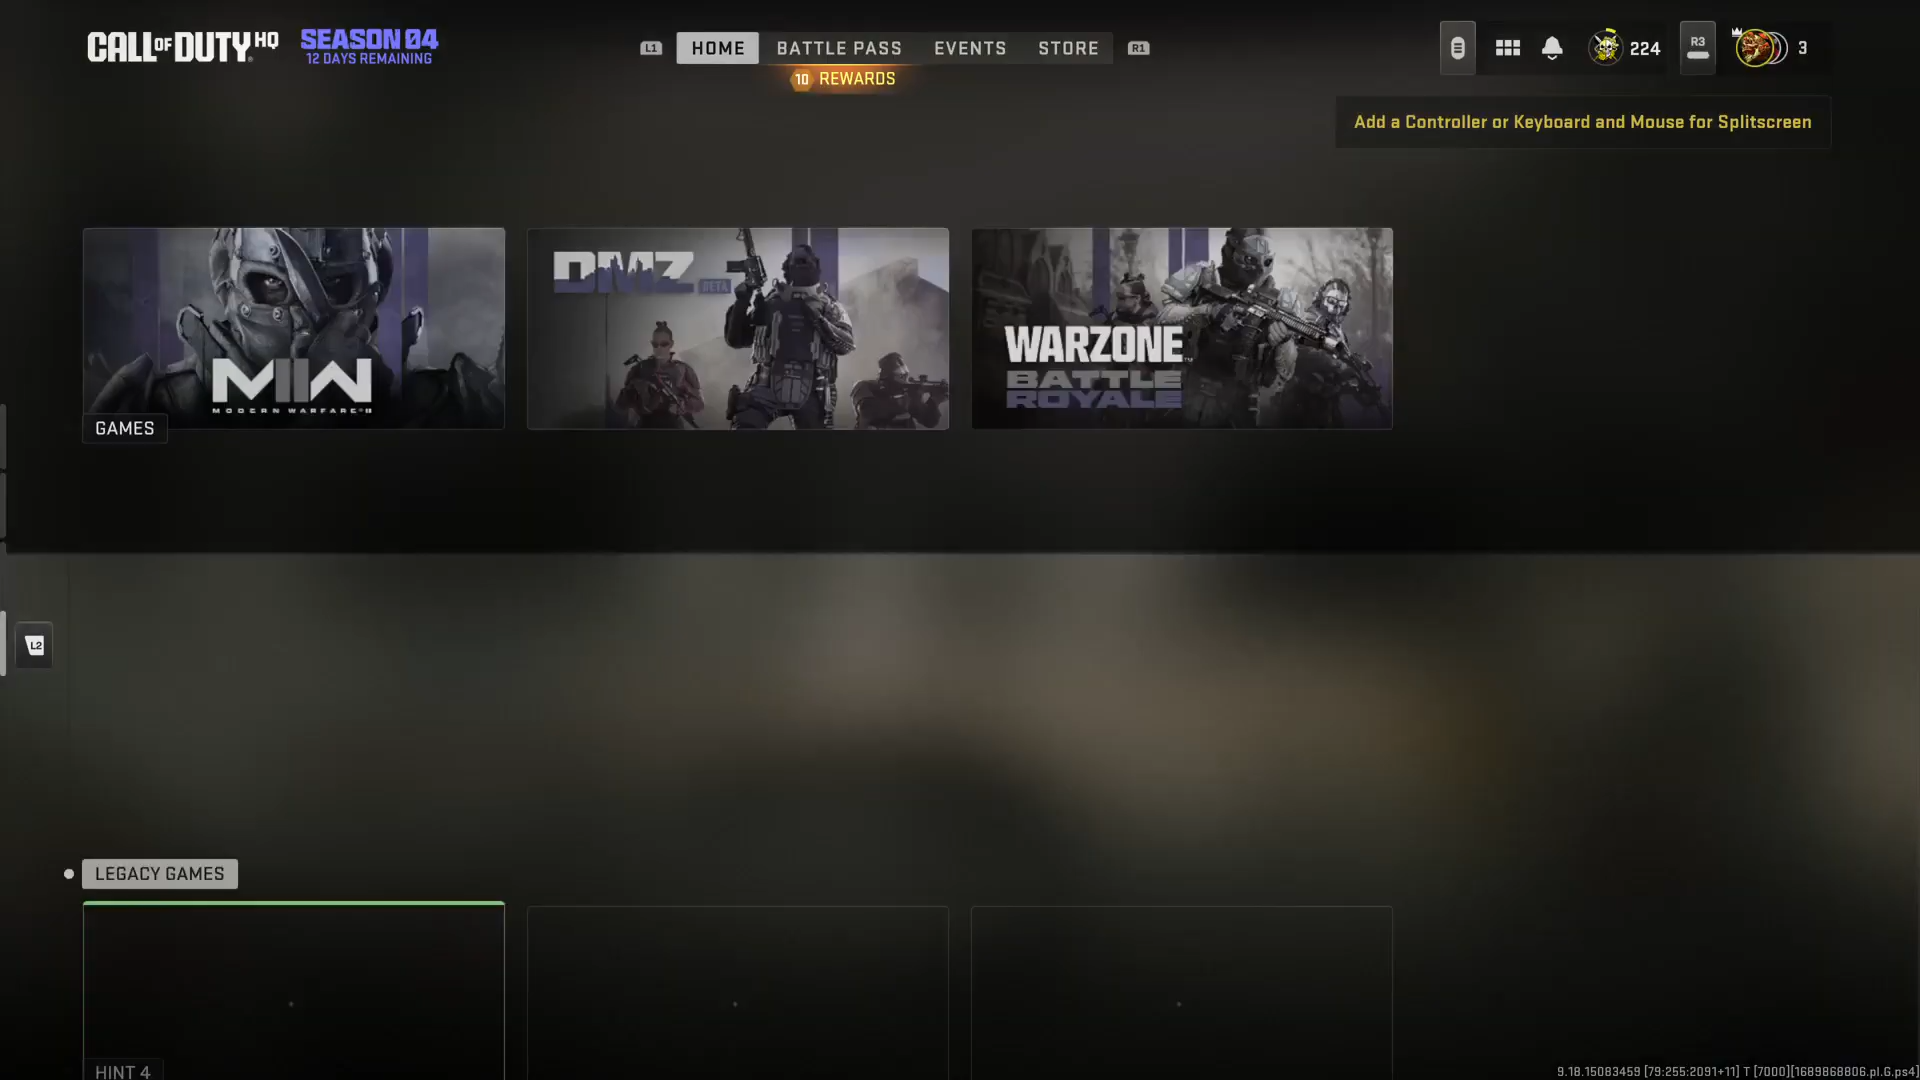 CALL OF DUTY HQ
SEASON 04
12 DAYS REMAINING
L1
HOME
BATTLE PASS
EVENTS
STORE
R1
10 REWARDS
224
R3
3
Add a Controller or Keyboard and Mouse for Splitscreen
MWII
MODERN WARFARE II
GAMES
DMZ BETA
WARZONE™
BATTLE
ROYALE
L2
LEGACY GAMES
HINT 4
9.18.15083459 [79:255:2091+11] T [7000][1689868806.pl.G.ps4]